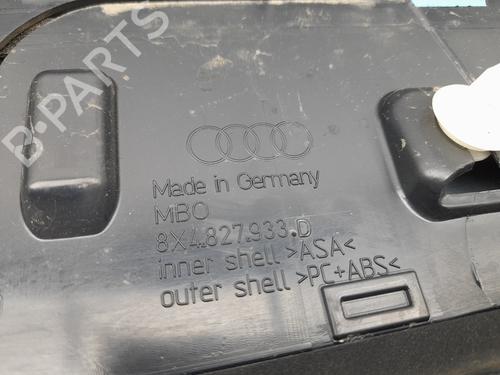 B-PARTS
Made in Germany
MBO
8X4.827.933.D
inner shell >ASA<
outer shell >PC+ABS<